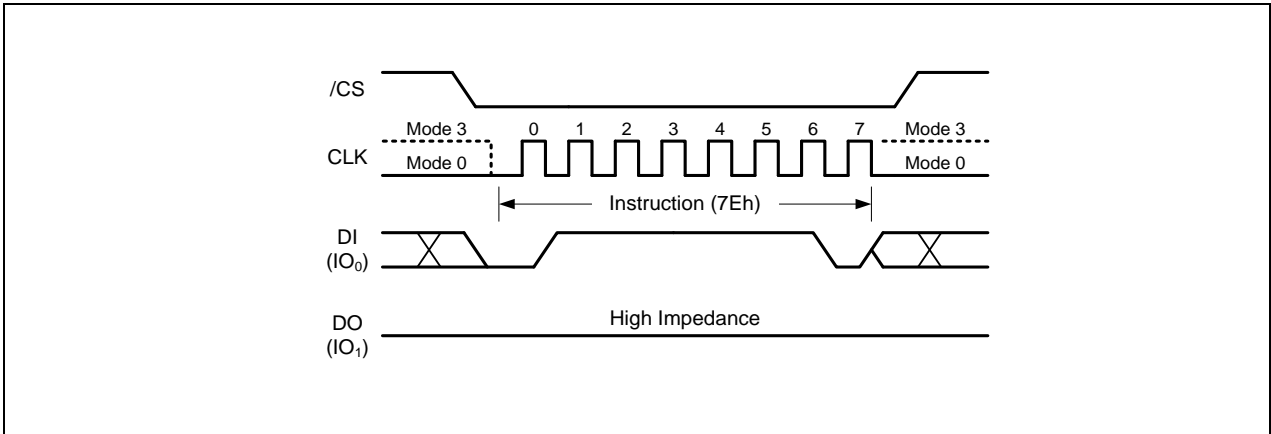 /CS
Mode 3 0 1 2 3 4 5 6 7 Mode 3
CLK
Mode 0 Mode 0
Instruction (7Eh)
DI
(IO₀)
High Impedance
DO
(IO₁)